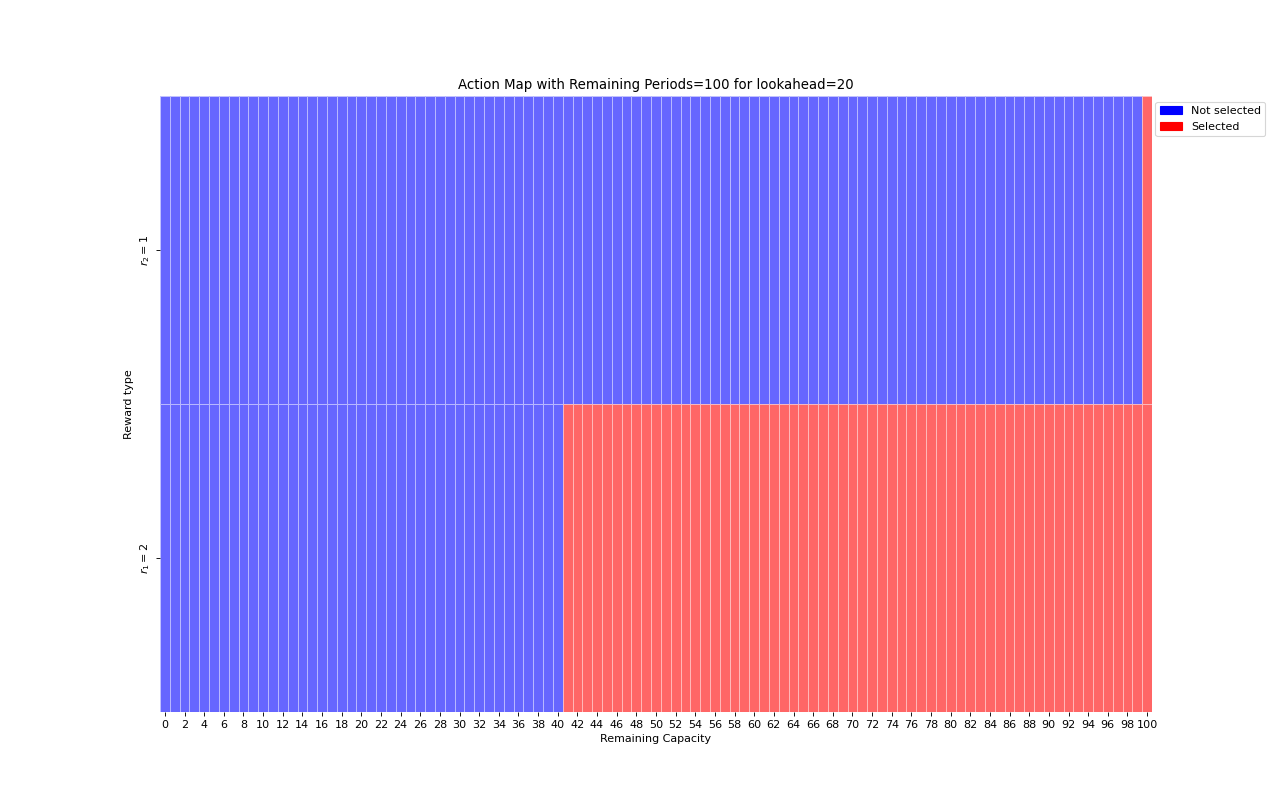 Action Map with Remaining Periods=100 for lookahead=20
Not selected
Selected
r₂ = 1
Reward type
r₁ = 2
0 2 4 6 8 10 12 14 16 18 20 22 24 26 28 30 32 34 36 38 40 42 44 46 48 50 52 54 56 58 60 62 64 66 68 70 72 74 76 78 80 82 84 86 88 90 92 94 96 98 100
Remaining Capacity